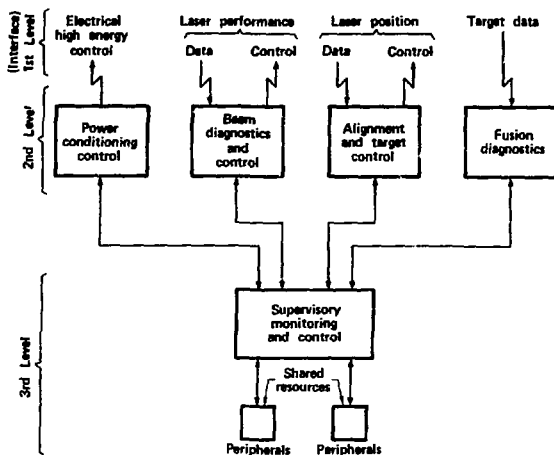 (Interface)
1st Level
Electrical
high energy
control
Laser performance
Data
Control
Laser position
Data
Control
Target data
2nd Level
Power
conditioning
control
Beam
diagnostics
and
control
Alignment
and target
control
Fusion
diagnostics
3rd Level
Supervisory
monitoring
and control
Shared
resources
Peripherals
Peripherals